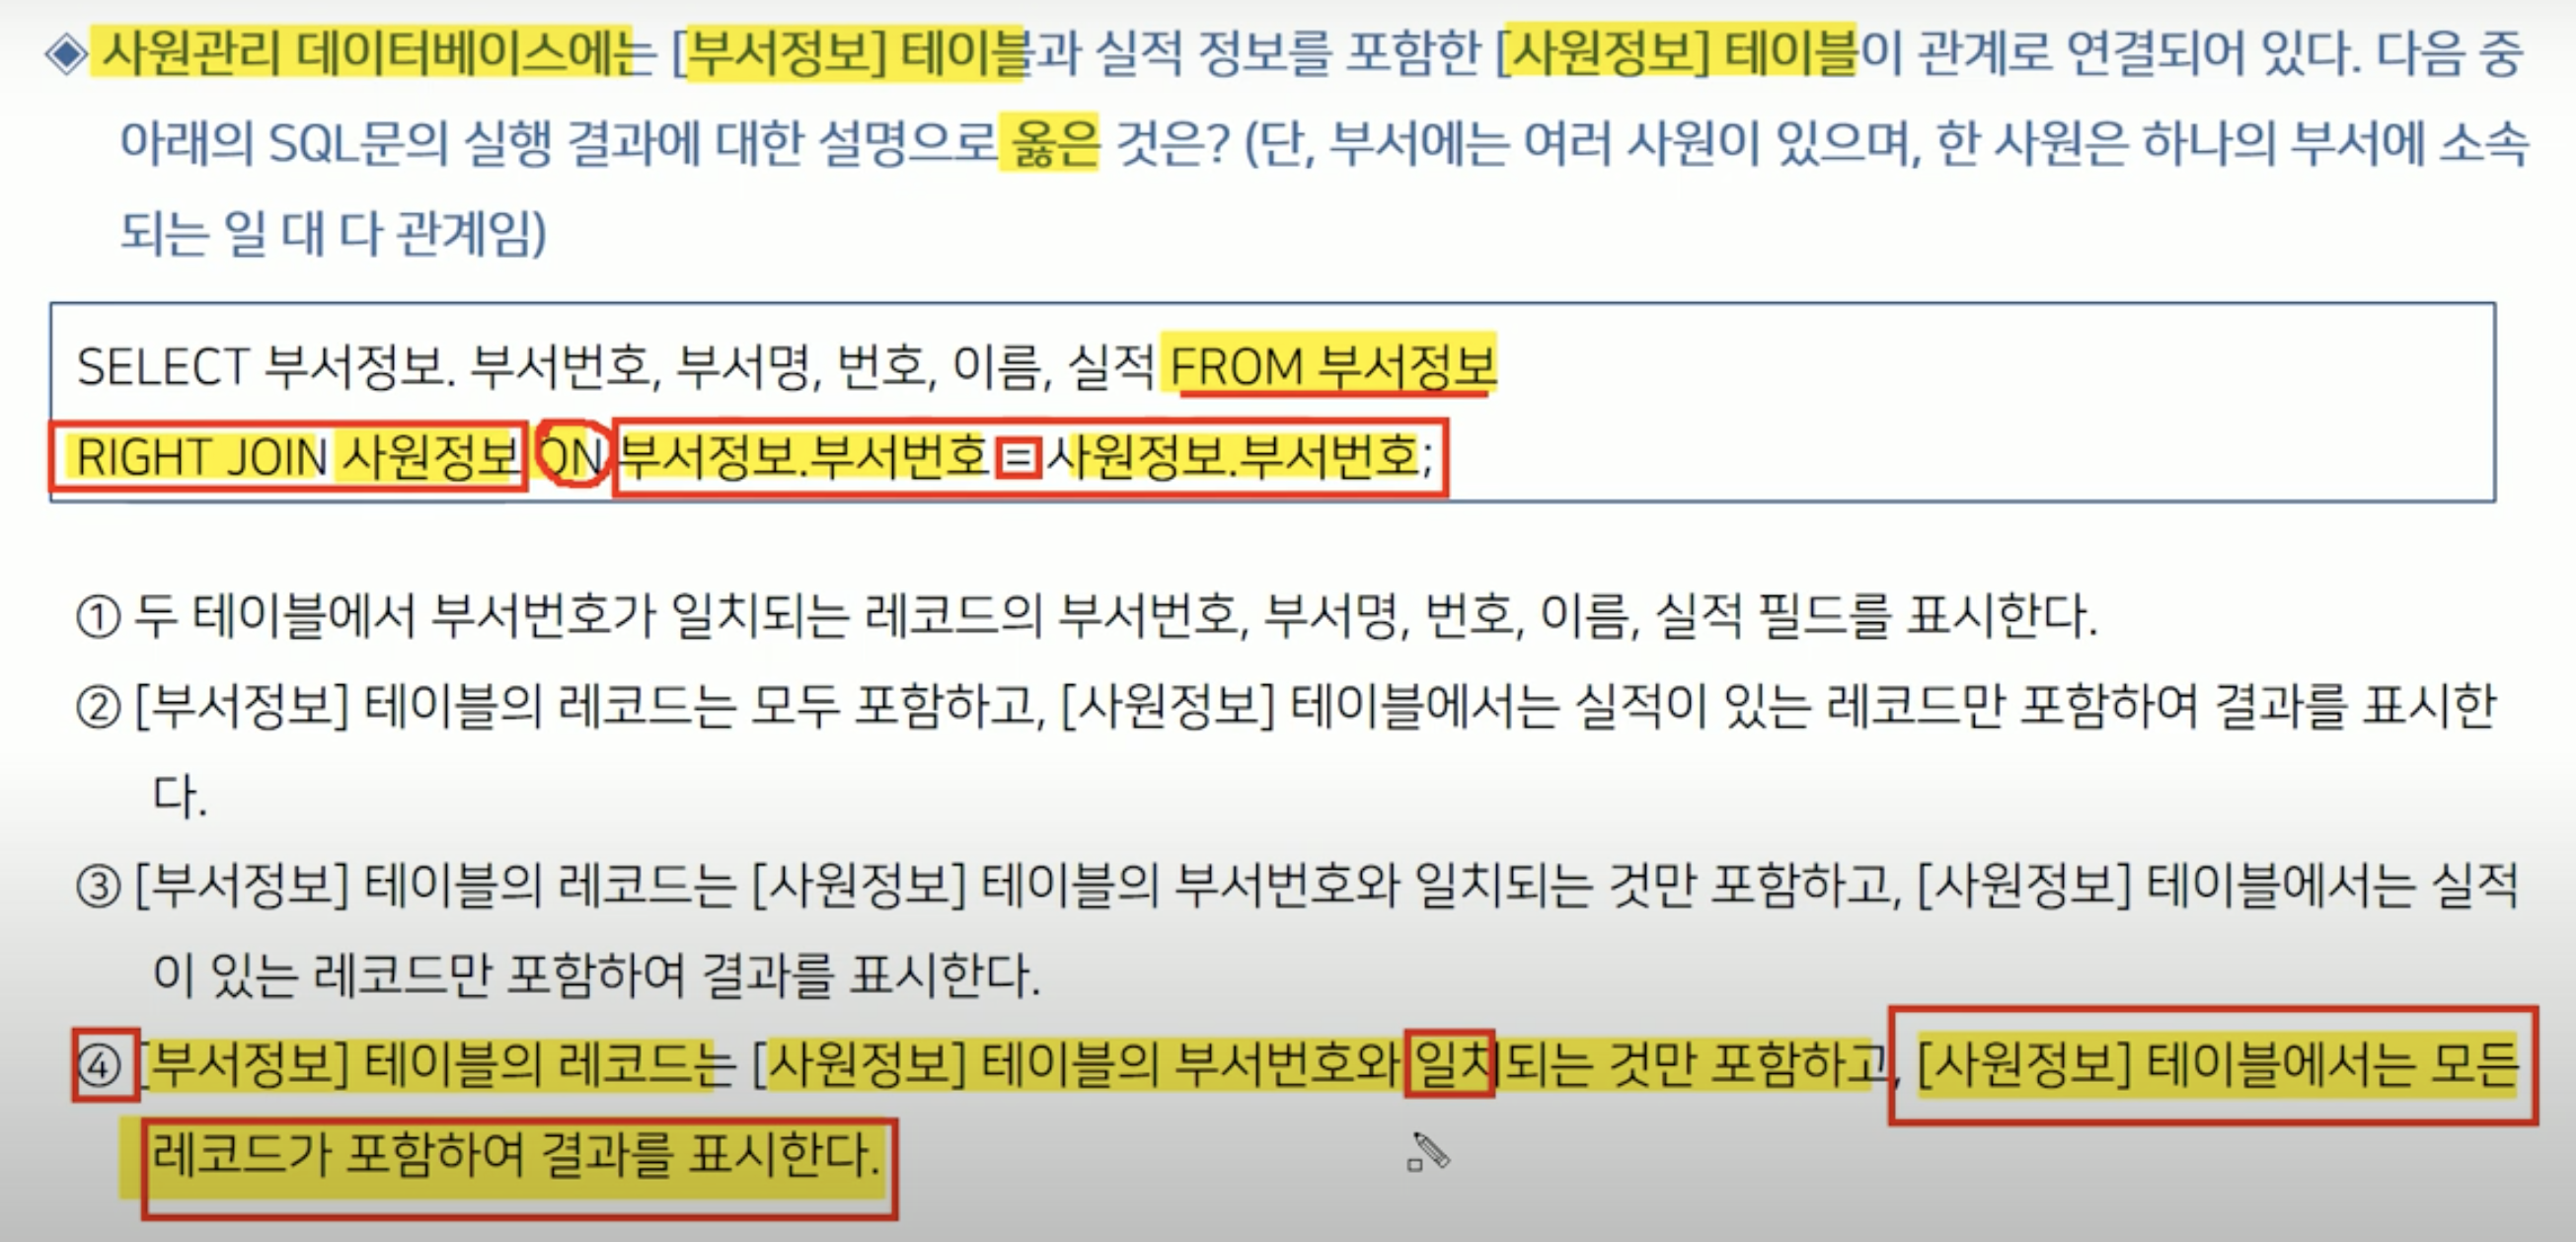 ◈ 사원관리 데이터베이스에는 [부서정보] 테이블과 실적 정보를 포함한 [사원정보] 테이블이 관계로 연결되어 있다. 다음 중
아래의 SQL문의 실행 결과에 대한 설명으로 옳은 것은? (단, 부서에는 여러 사원이 있으며, 한 사원은 하나의 부서에 소속
되는 일 대 다 관계임)
SELECT 부서정보. 부서번호, 부서명, 번호, 이름, 실적 FROM 부서정보
RIGHT JOIN 사원정보 ON 부서정보.부서번호 = 사원정보.부서번호;
① 두 테이블에서 부서번호가 일치되는 레코드의 부서번호, 부서명, 번호, 이름, 실적 필드를 표시한다.
② [부서정보] 테이블의 레코드는 모두 포함하고, [사원정보] 테이블에서는 실적이 있는 레코드만 포함하여 결과를 표시한
다.
③ [부서정보] 테이블의 레코드는 [사원정보] 테이블의 부서번호와 일치되는 것만 포함하고, [사원정보] 테이블에서는 실적
이 있는 레코드만 포함하여 결과를 표시한다.
④ [부서정보] 테이블의 레코드는 [사원정보] 테이블의 부서번호와 일치되는 것만 포함하고, [사원정보] 테이블에서는 모든
레코드가 포함하여 결과를 표시한다.